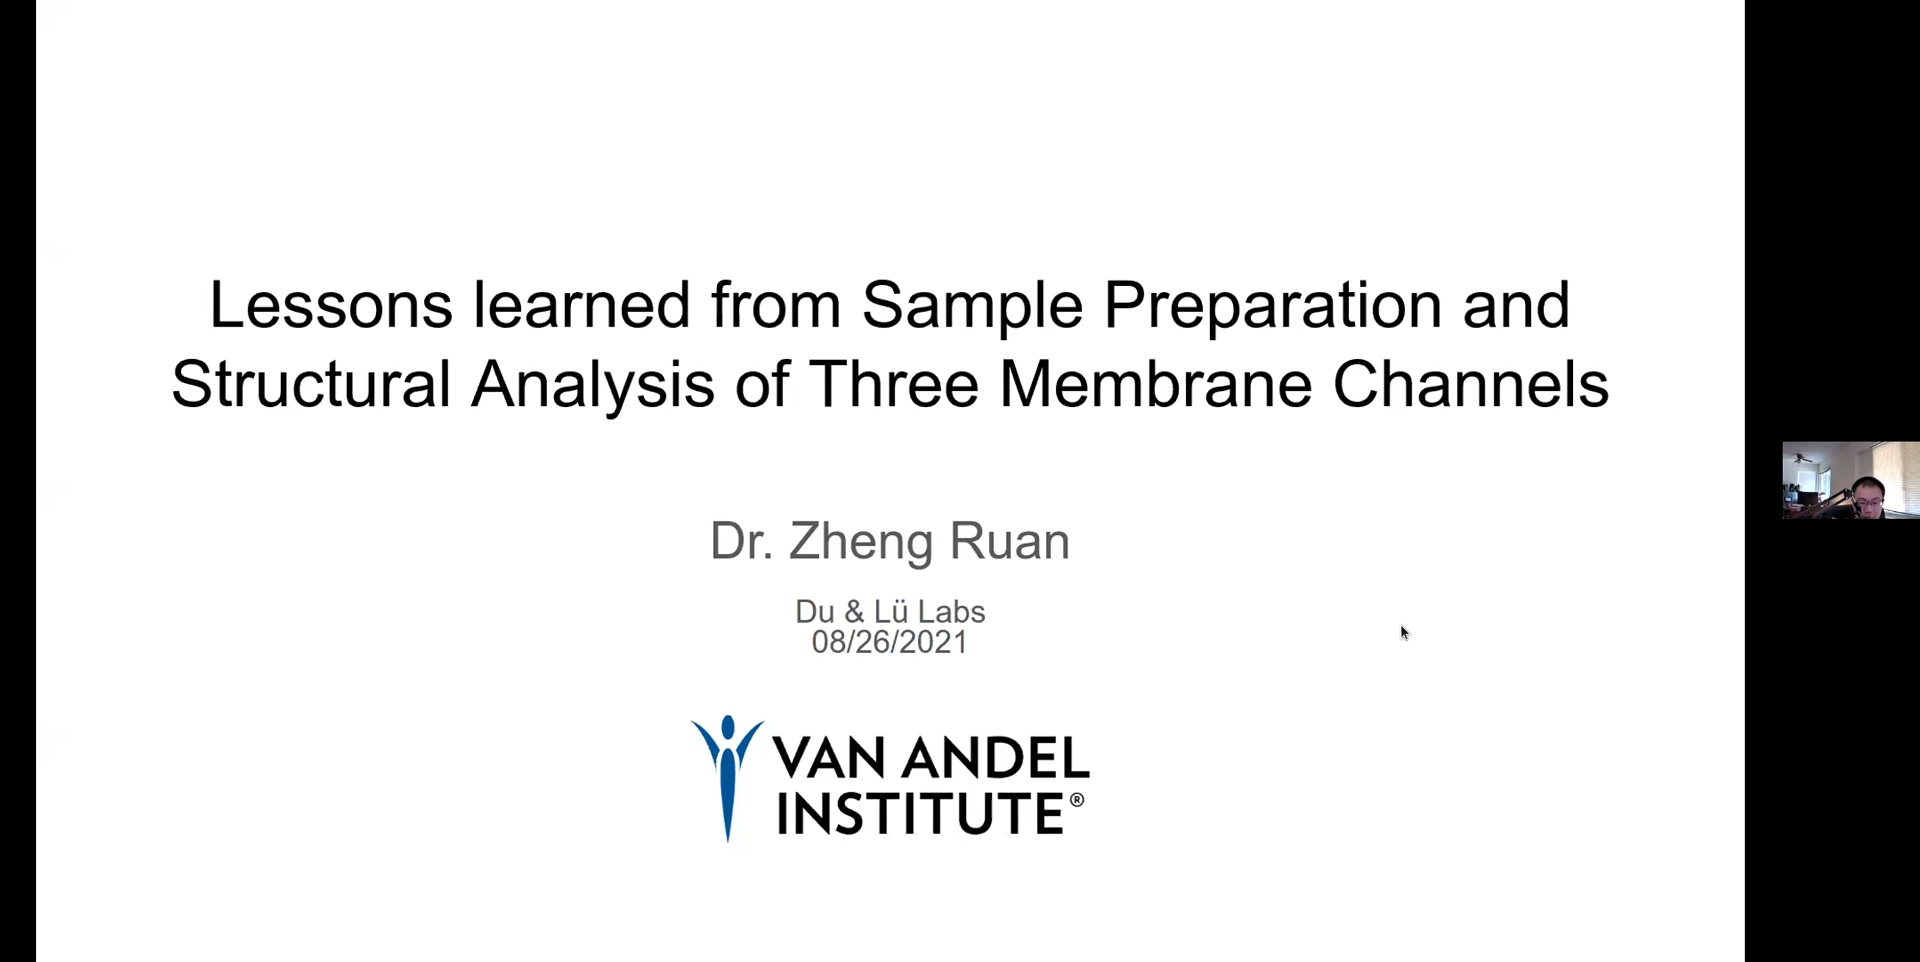 Lessons learned from Sample Preparation and
Structural Analysis of Three Membrane Channels
Dr. Zheng Ruan
Du & Lü Labs
08/26/2021
VAN ANDEL
INSTITUTE®